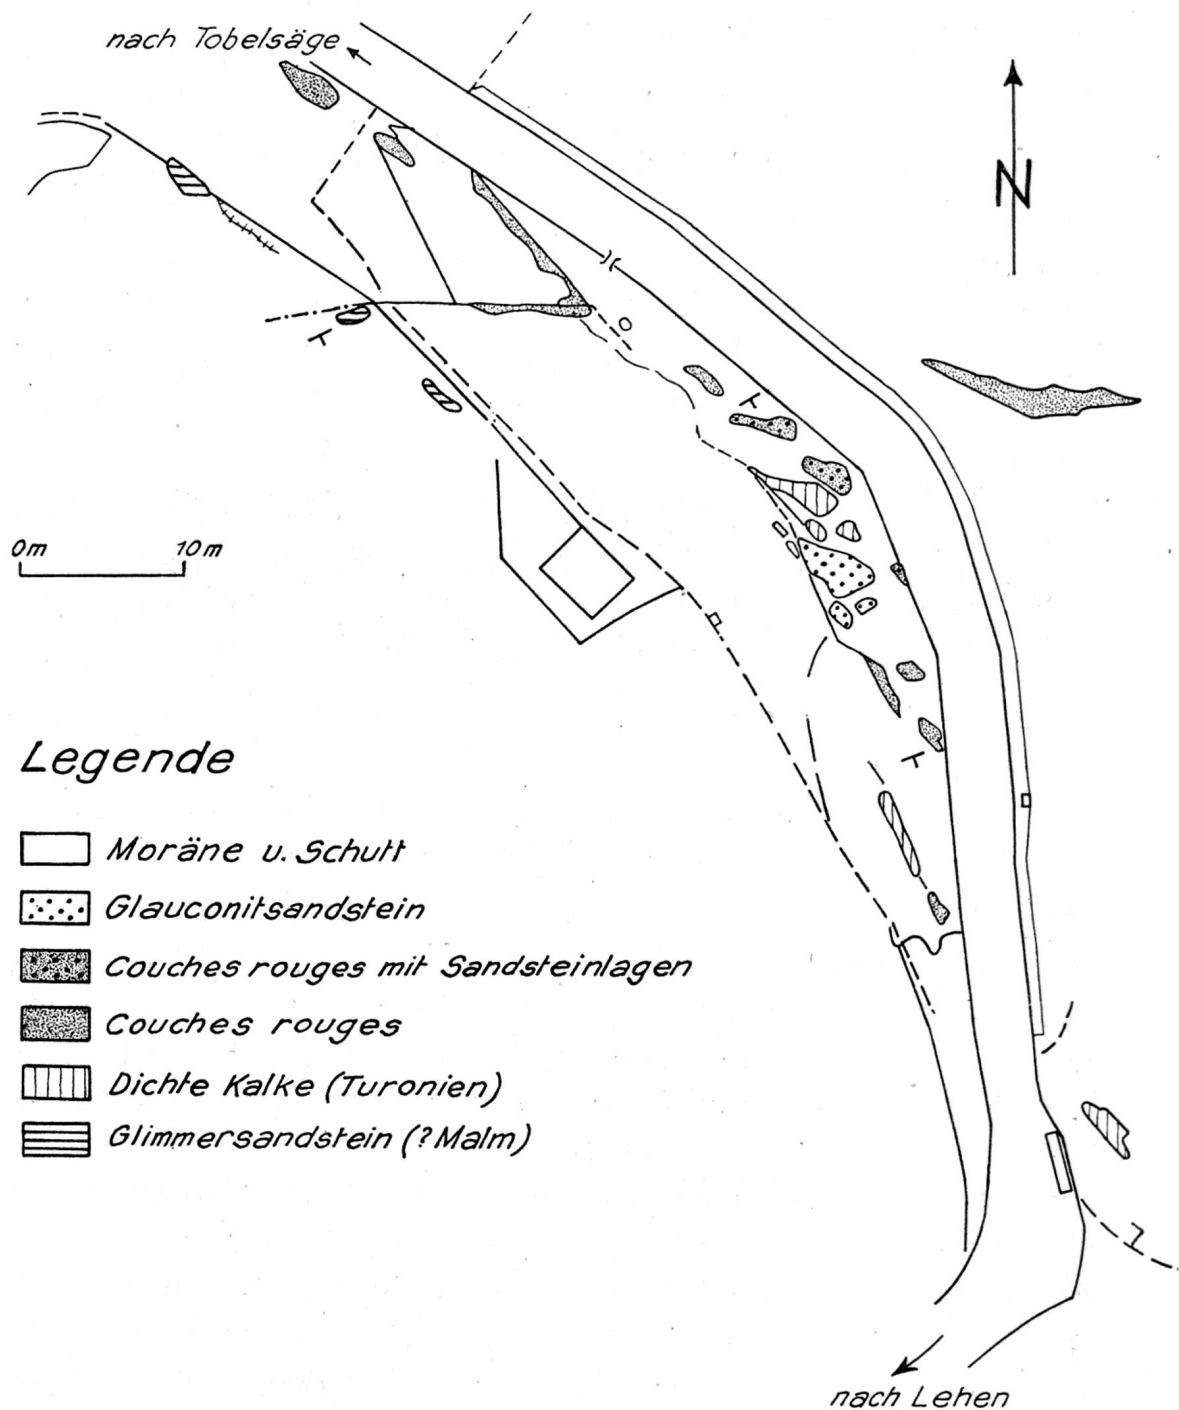 nach Tobelsäge
N
0m 10m
Legende
Moräne u. Schutt
Glauconitsandstein
Couches rouges mit Sandsteinlagen
Couches rouges
Dichte Kalke (Turonien)
Glimmersandstein (?Malm)
nach Lehen